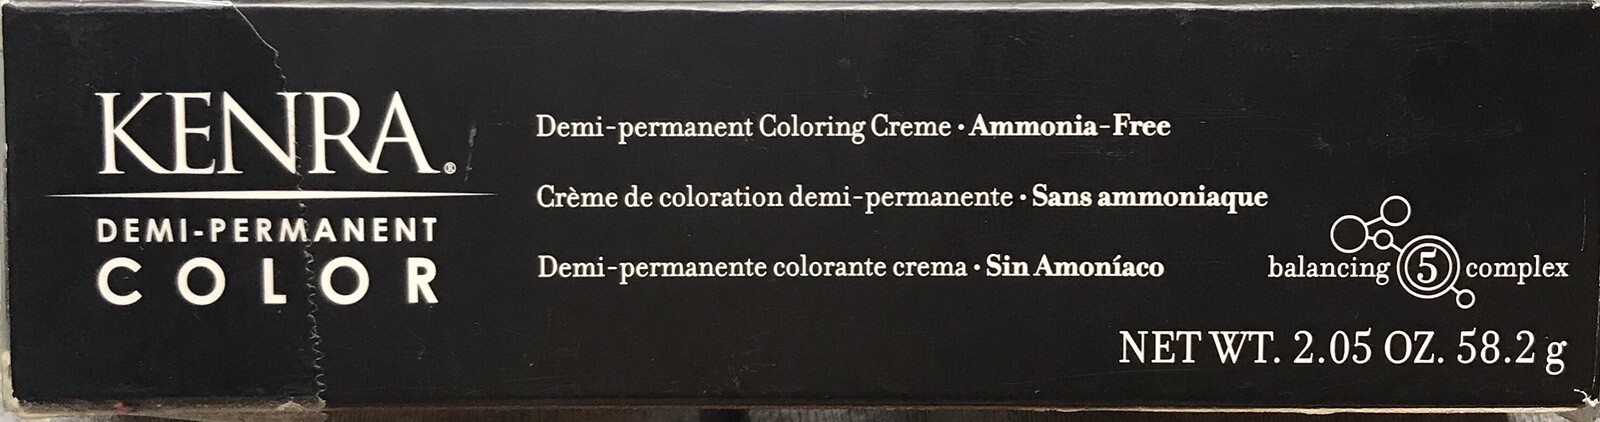 KENRA®
DEMI-PERMANENT
COLOR
Demi-permanent Coloring Creme • Ammonia-Free
Crème de coloration demi-permanente • Sans ammoniaque
Demi-permanente colorante crema • Sin Amoníaco
balancing 5 complex
NET WT. 2.05 OZ. 58.2 g